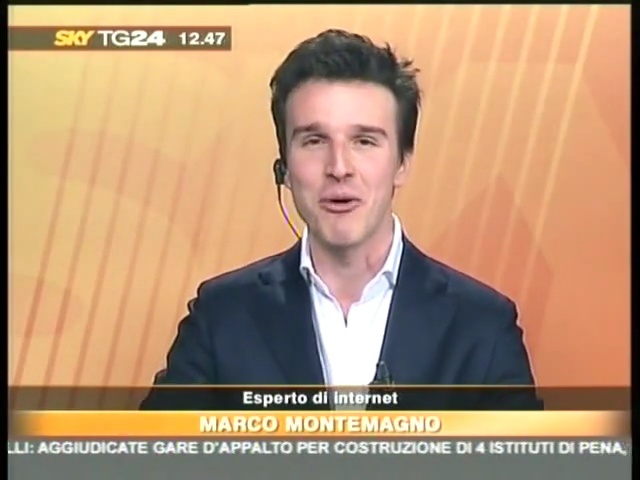 SKY TG24 12.47
Esperto di internet
MARCO MONTEMAGNO
LLI: AGGIUDICATE GARE D'APPALTO PER COSTRUZIONE DI 4 ISTITUTI DI PENA,